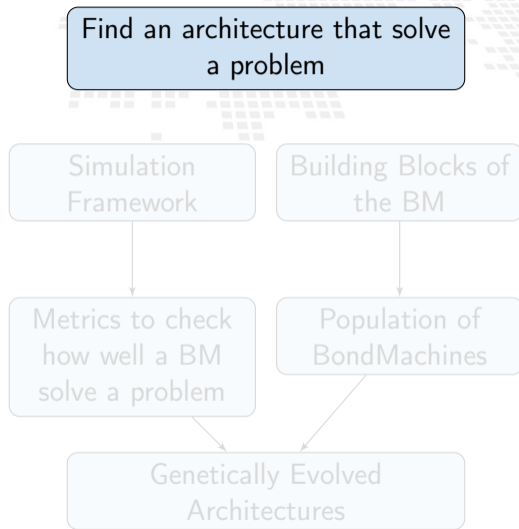 Find an architecture that solve
a problem
Simulation
Framework
Building Blocks of
the BM
Metrics to check
how well a BM
solve a problem
Population of
BondMachines
Genetically Evolved
Architectures